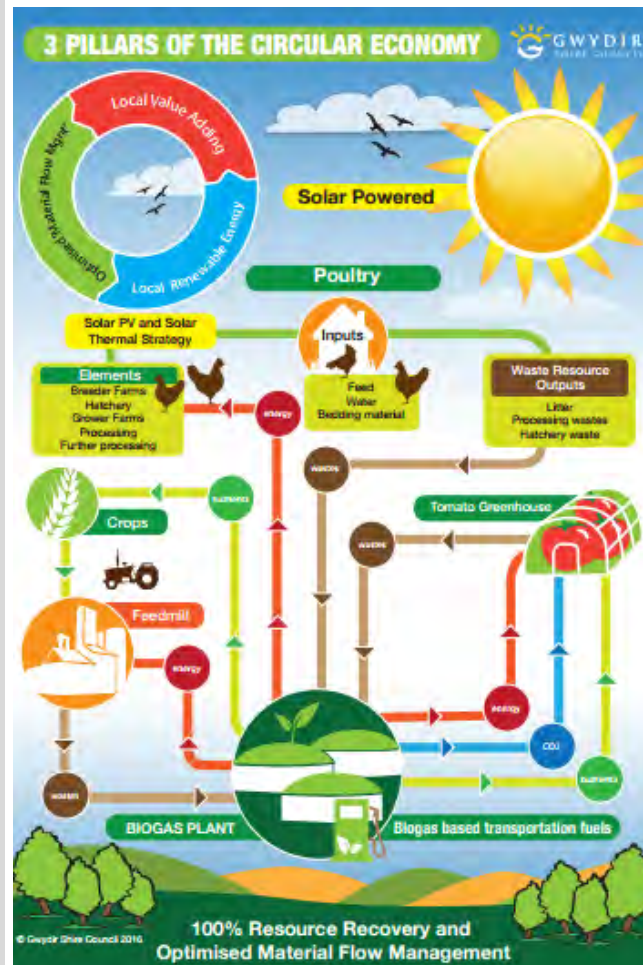 3 PILLARS OF THE CIRCULAR ECONOMY
GWYDIR
SHIRE COUNCIL
Local Value Adding
Optimised Material Flow Mgnt
Local Renewable Energy
Solar Powered
Poultry
Solar PV and Solar
Thermal Strategy
Inputs
Elements
Breeder Farms
Hatchery
Grower Farms
Processing
Further processing
Feed
Water
Bedding material
Waste Resource
Outputs
Litter
Processing wastes
Hatchery waste
energy
wastes
nutrients
Crops
wastes
Tomato Greenhouse
Feedmill
energy
energy
CO2
wastes
nutrients
BIOGAS PLANT
Biogas based transportation fuels
© Gwydir Shire Council 2016
100% Resource Recovery and
Optimised Material Flow Management